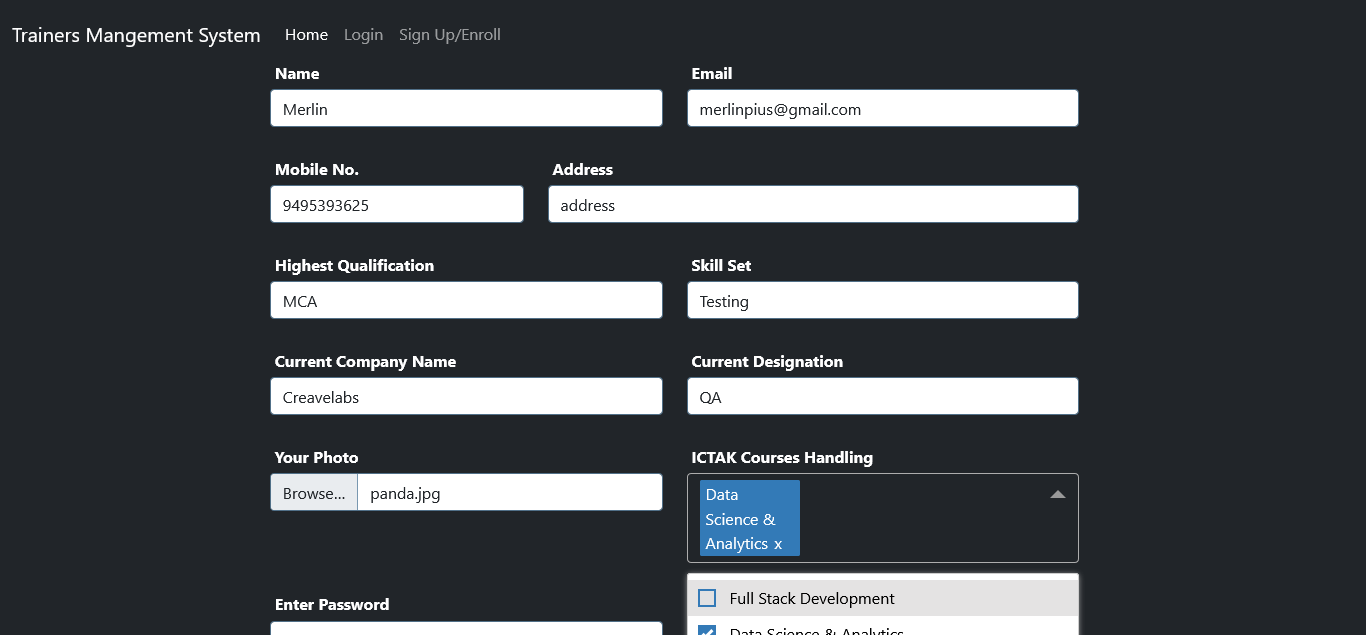 Trainers Mangement System Home Login Sign Up/Enroll
Name Email
Merlin merlinpius@gmail.com
Mobile No. Address
9495393625 address
Highest Qualification Skill Set
MCA Testing
Current Company Name Current Designation
Creavelabs QA
Your Photo ICTAK Courses Handling
Browse... panda.jpg
Data
Science &
Analytics x
Enter Password
Full Stack Development
Data Science & Analytics